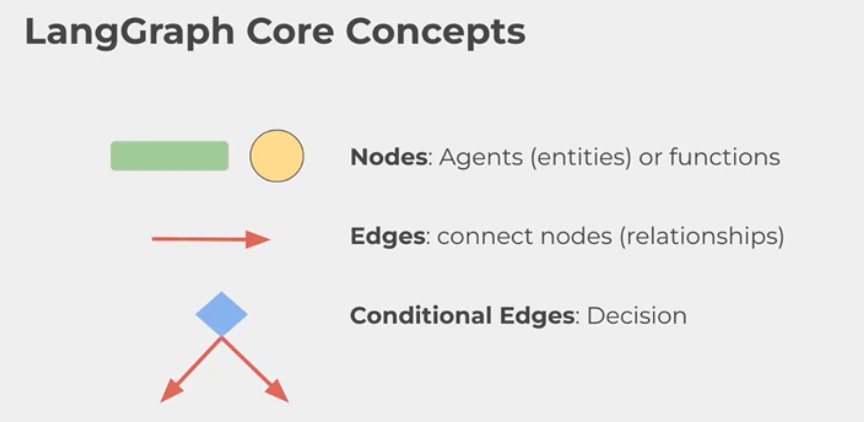 LangGraph Core Concepts
Nodes: Agents (entities) or functions
Edges: connect nodes (relationships)
Conditional Edges: Decision